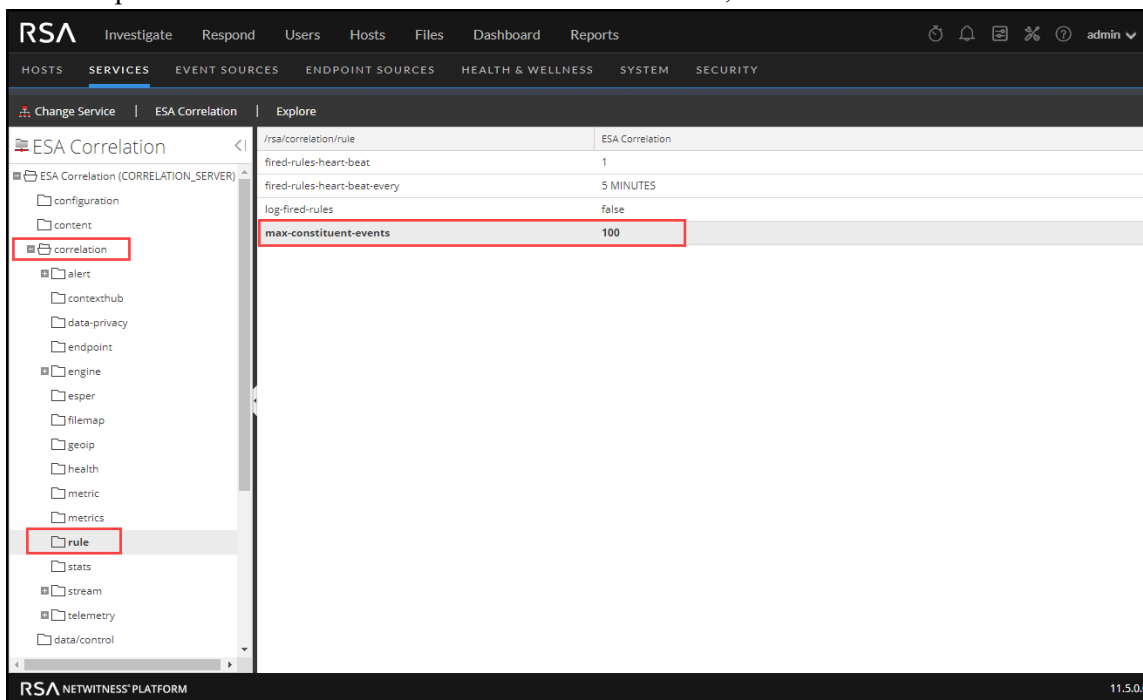 RSA Investigate Respond Users Hosts Files Dashboard Reports admin
HOSTS SERVICES EVENT SOURCES ENDPOINT SOURCES HEALTH & WELLNESS SYSTEM SECURITY
Change Service | ESA Correlation | Explore
ESA Correlation
ESA Correlation (CORRELATION_SERVER)
configuration
content
correlation
alert
contexthub
data-privacy
endpoint
engine
esper
filemap
geoip
health
metric
metrics
rule
stats
stream
telemetry
data/control
/rsa/correlation/rule ESA Correlation
fired-rules-heart-beat 1
fired-rules-heart-beat-every 5 MINUTES
log-fired-rules false
max-constituent-events 100
RSA NETWITNESS® PLATFORM 11.5.0.